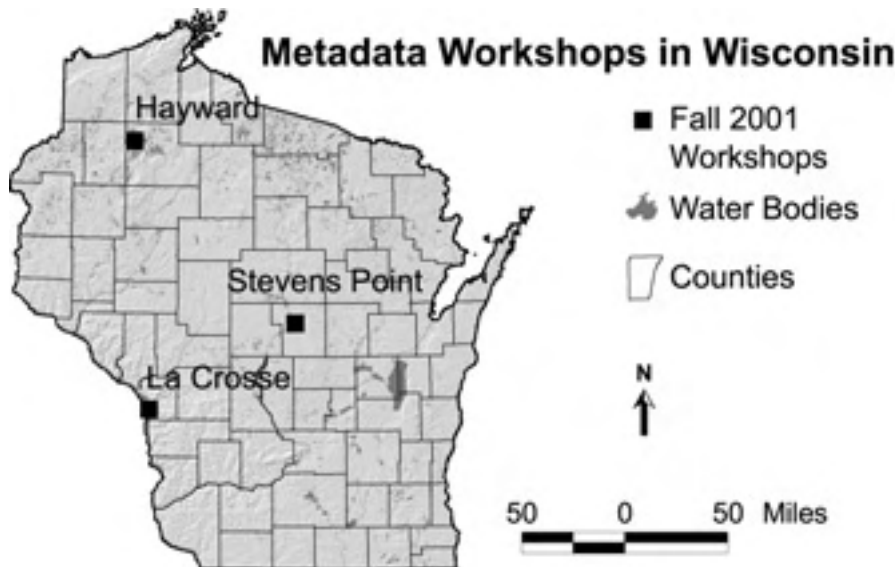 Metadata Workshops in Wisconsin
Hayward
Fall 2001
Workshops
Water Bodies
Stevens Point
Counties
La Crosse
N
50 0 50 Miles